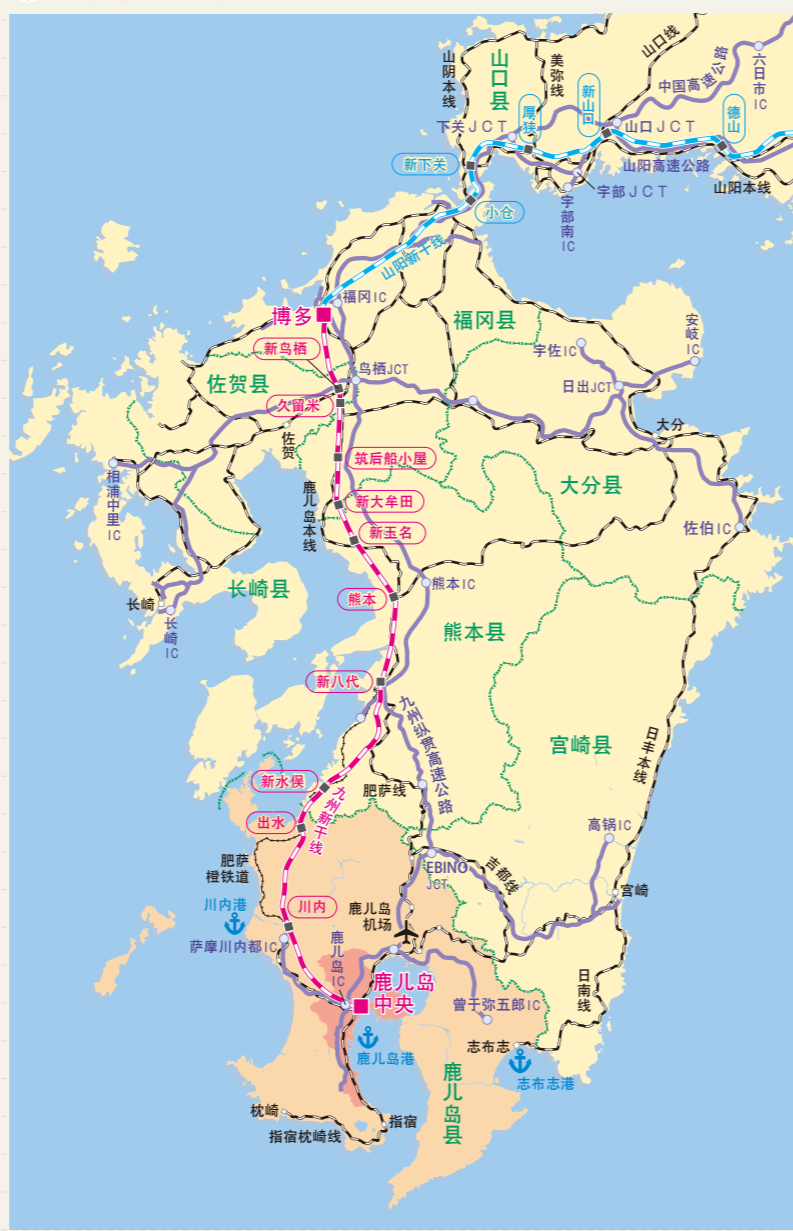 山口线
六日市IC
中国高速公路
山阴本线
山口县
美弥线
新山口
厚狭
德山
下关JCT
山口JCT
新下关
山阳高速公路
宇部JCT
山阳本线
宇部南IC
小仓
山阳新干线
福冈IC
博多
福冈县
安岐IC
新鸟栖
宇佐IC
鸟栖JCT
佐贺县
日出JCT
久留米
佐贺
大分
筑后船小屋
相浦中里IC
鹿儿岛本线
大分县
新大牟田
新玉名
佐伯IC
长崎县
熊本
熊本IC
长崎
长崎IC
熊本县
新八代
九州纵贯高速公路
宫崎县
日丰本线
新水俣
肥萨线
九州新干线
出水
高锅IC
肥萨
橙铁道
EBINO
JCT
吉都线
宫崎
川内港
川内
鹿儿岛
机场
萨摩川内都IC
鹿儿岛IC
鹿儿岛
中央
日南线
曾于弥五郎IC
志布志
鹿儿岛港
志布志港
鹿儿岛县
枕崎
指宿
指宿枕崎线